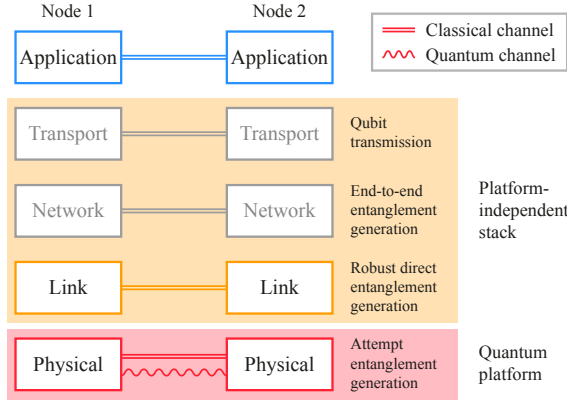 Node 1
Node 2
Classical channel
Quantum channel
Application
Application
Transport
Transport
Qubit
transmission
Network
Network
End-to-end
entanglement
generation
Platform-
independent
stack
Link
Link
Robust direct
entanglement
generation
Physical
Physical
Attempt
entanglement
generation
Quantum
platform